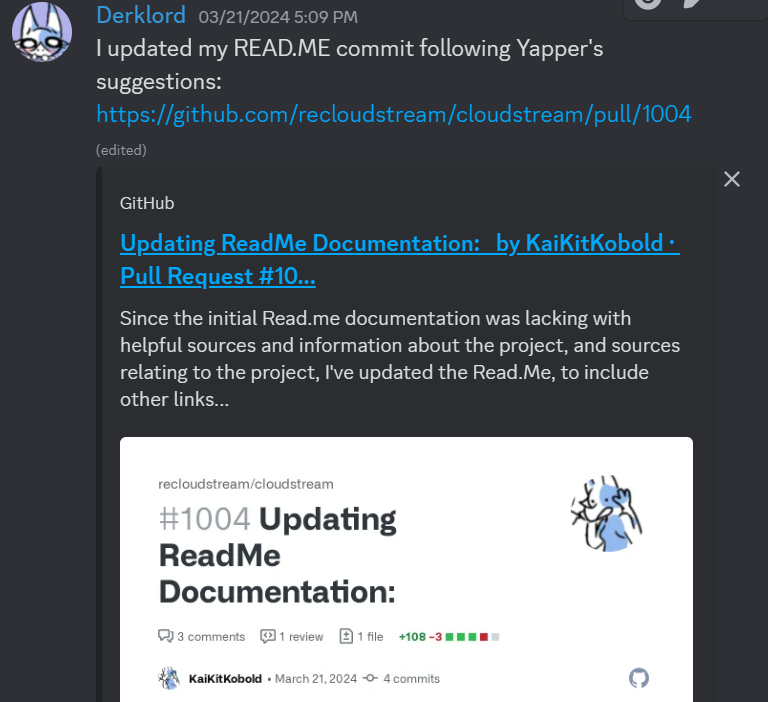 Derklord 03/21/2024 5:09 PM
I updated my READ.ME commit following Yapper's
suggestions:
https://github.com/recloudstream/cloudstream/pull/1004
(edited)
GitHub
Updating ReadMe Documentation: by KaiKitKobold ·
Pull Request #10...
Since the initial Read.me documentation was lacking with
helpful sources and information about the project, and sources
relating to the project, I've updated the Read.Me, to include
other links...
recloudstream/cloudstream
#1004 Updating
ReadMe
Documentation:
3 comments 1 review 1 file +108 -3
KaiKitKobold • March 21, 2024 4 commits